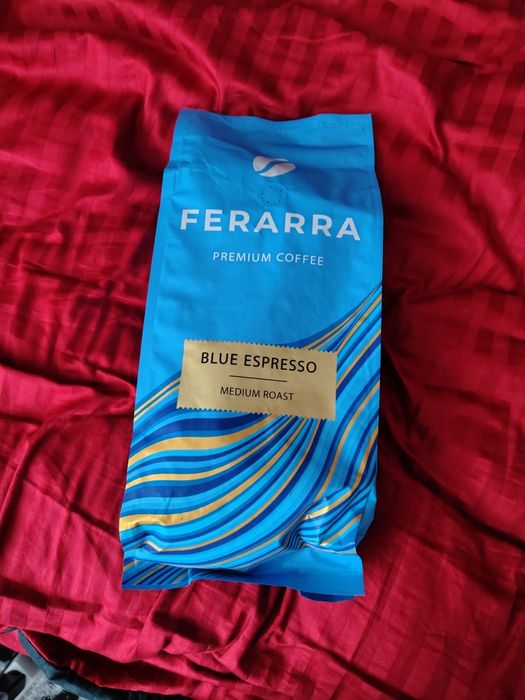 FERARRA
PREMIUM COFFEE
BLUE ESPRESSO
MEDIUM ROAST